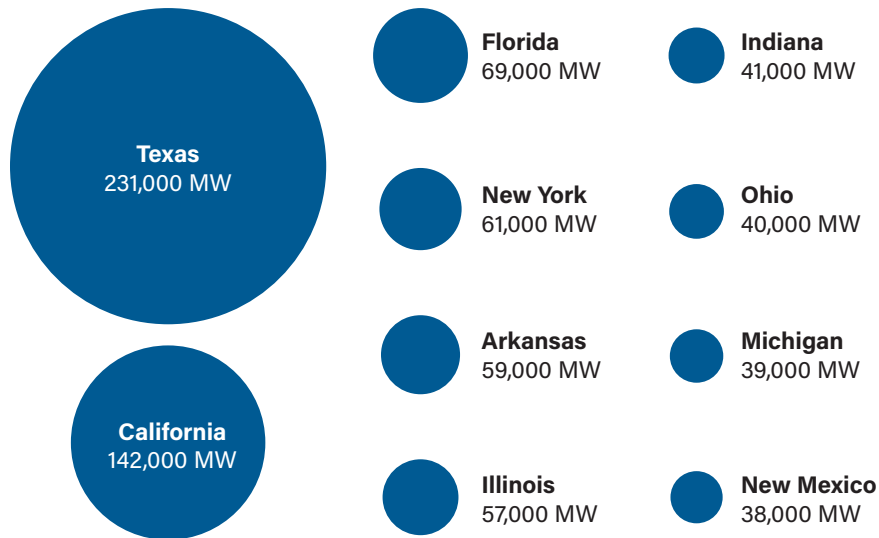 Texas
231,000 MW
California
142,000 MW
Florida
69,000 MW
New York
61,000 MW
Arkansas
59,000 MW
Illinois
57,000 MW
Indiana
41,000 MW
Ohio
40,000 MW
Michigan
39,000 MW
New Mexico
38,000 MW